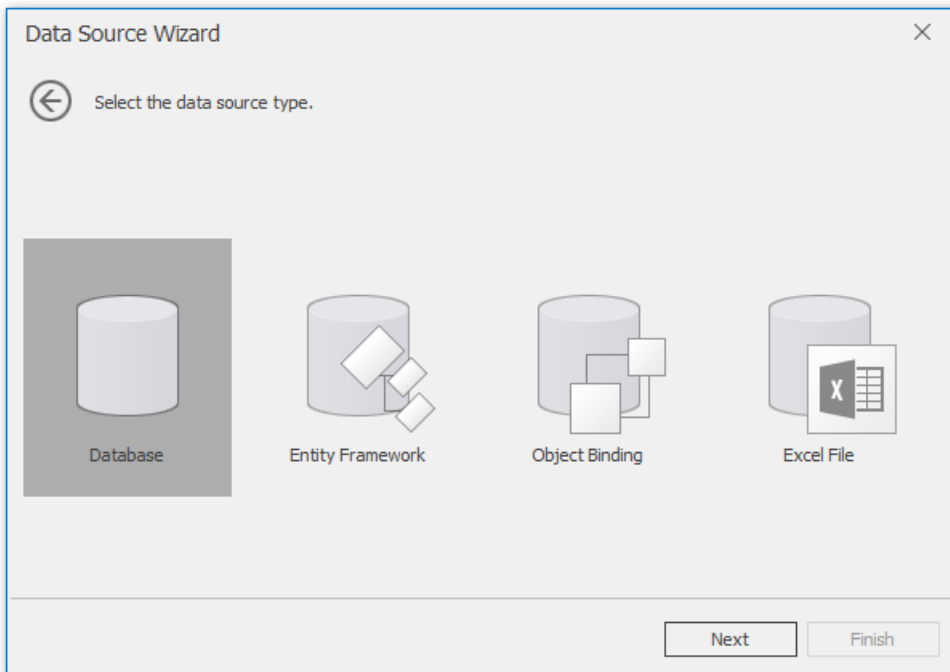 Data Source Wizard
Select the data source type.
Database
Entity Framework
Object Binding
X
Excel File
Next
Finish